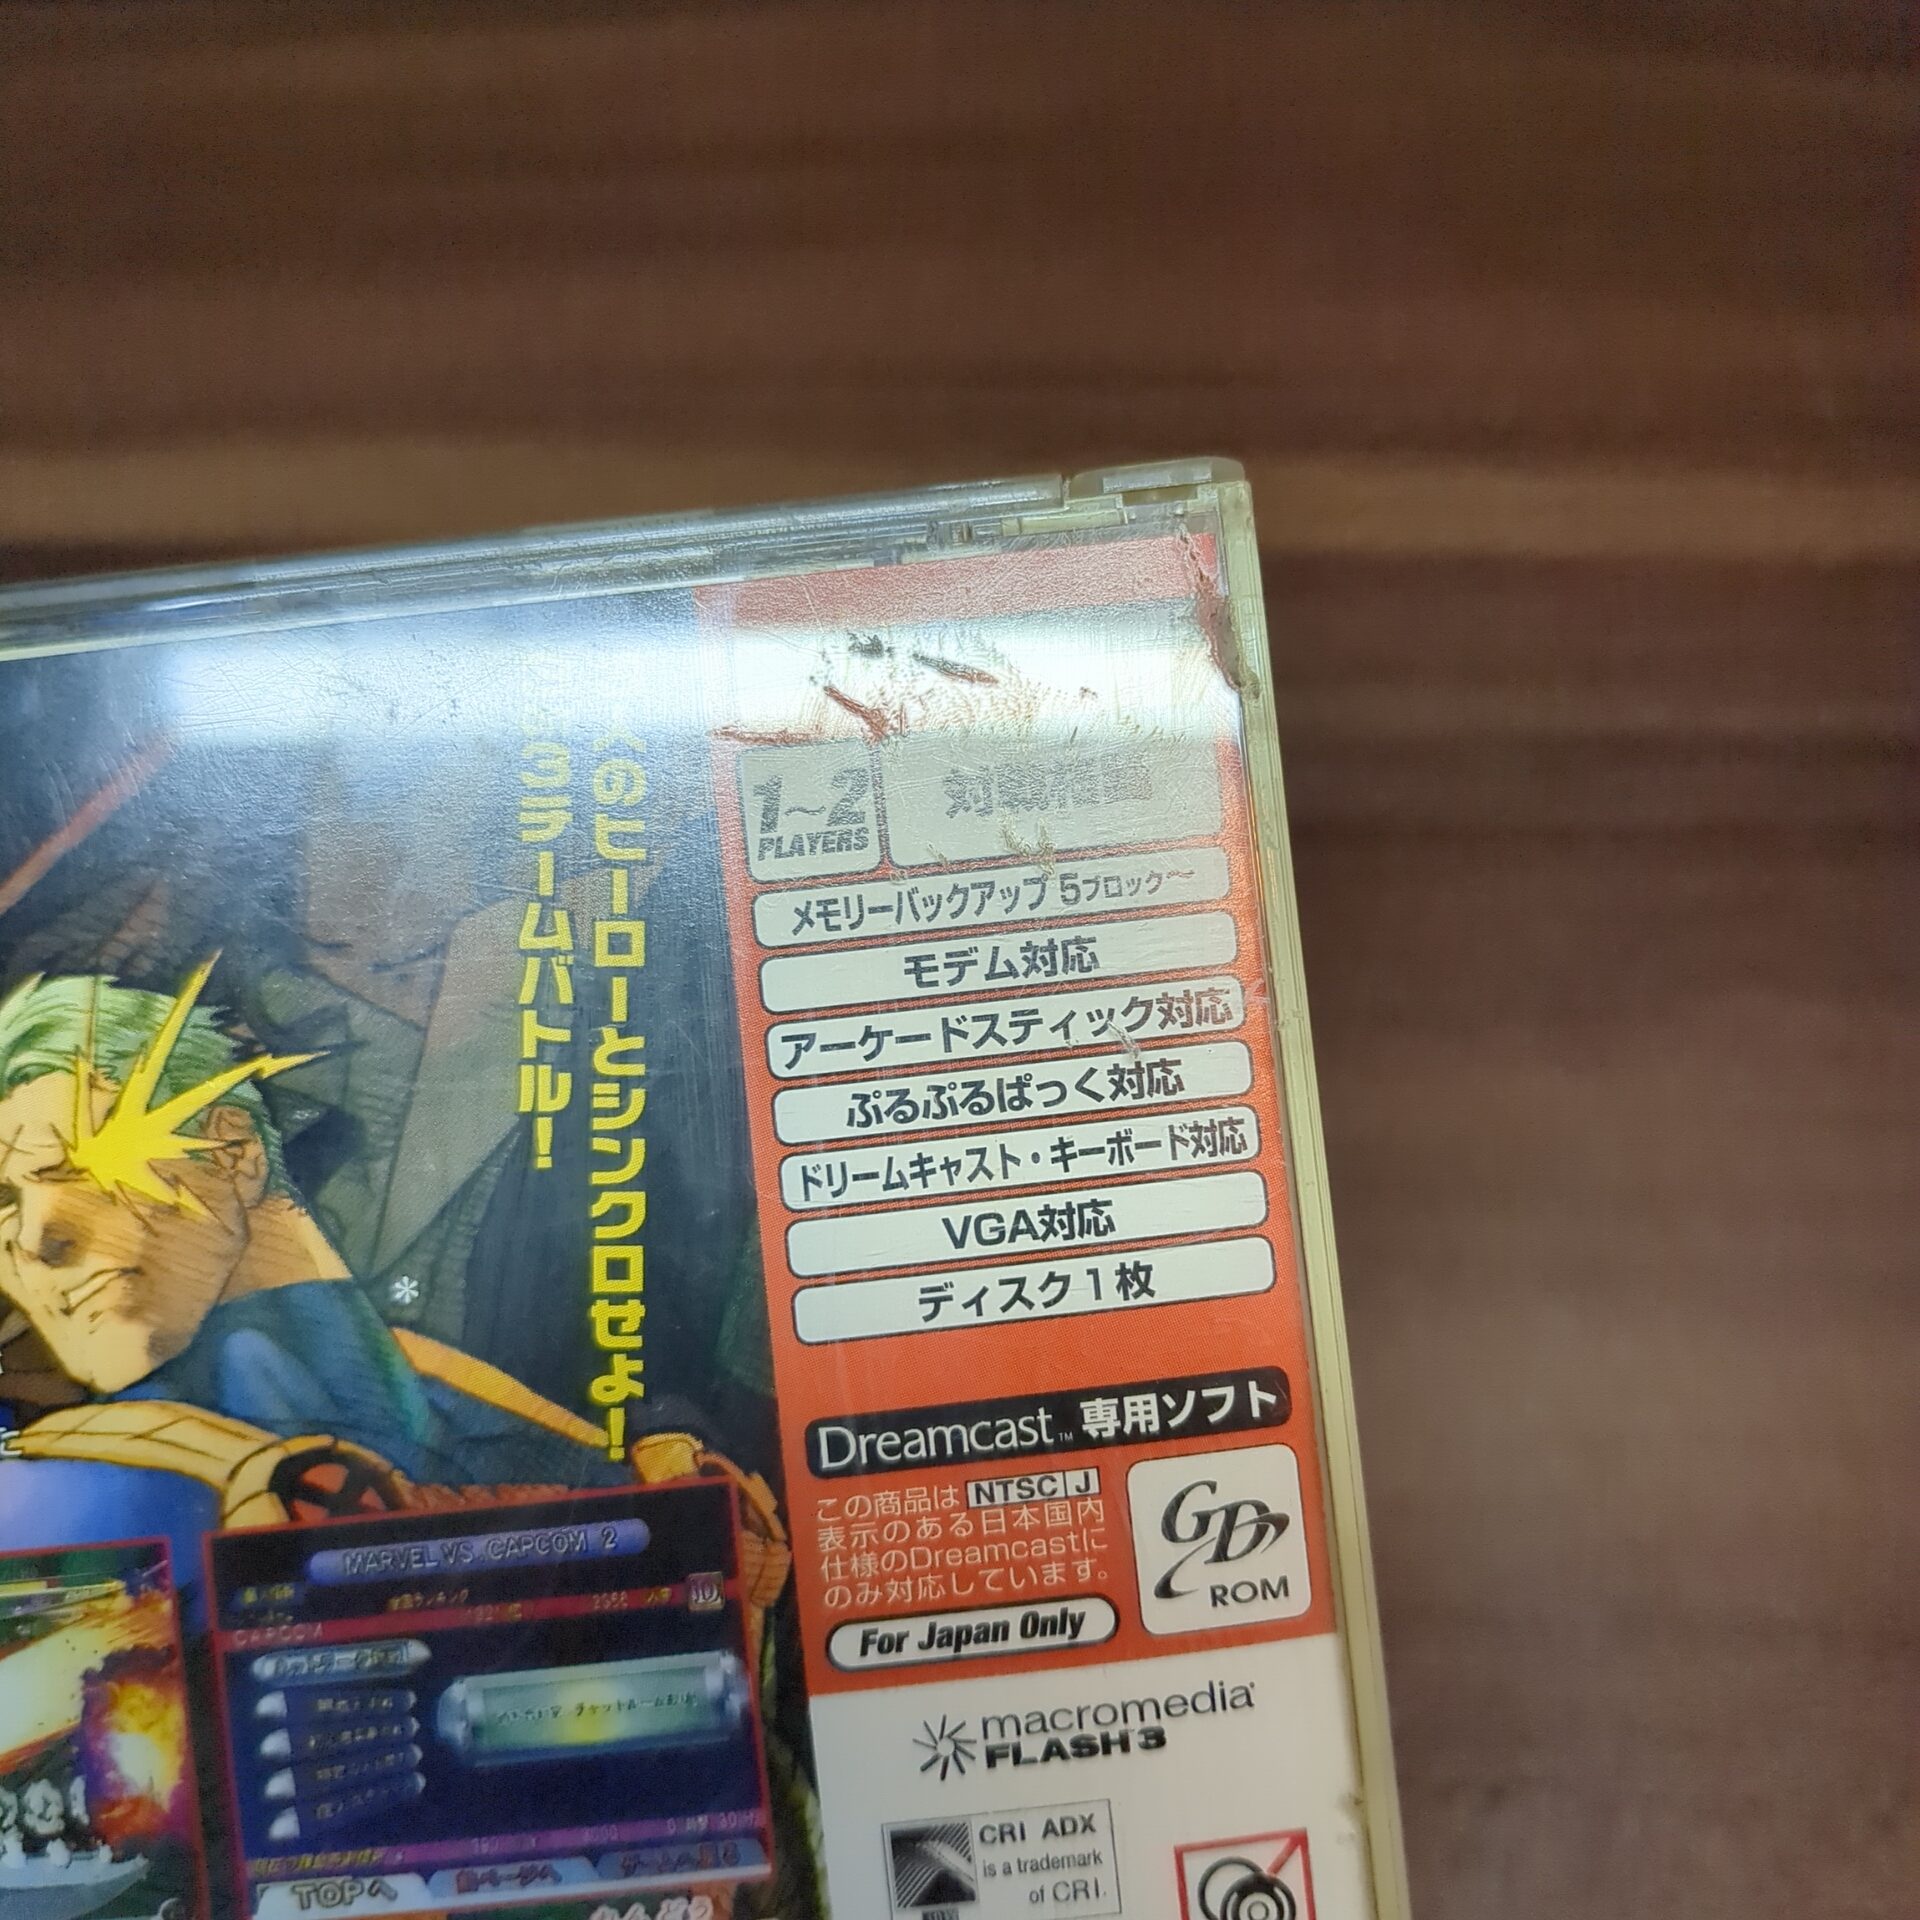 人のヒーローとシンクロせよ!
3チームバトル!
1~2
PLAYERS
メモリーバックアップ 5ブロック~
モデム対応
アーケードスティック対応
ぷるぷるぱっく対応
ドリームキャスト・キーボード対応
VGA対応
ディスク1枚
Dreamcast™ 専用ソフト
この商品は NTSC J
表示のある日本国内
仕様のDreamcastに
のみ対応しています。
For Japan Only
GD
ROM
macromedia
FLASH 3
CRI ADX
is a trademark
of CRI.
*
MARVEL VS. CAPCOM 2
CAPCOM
TOPへ
前ページへ